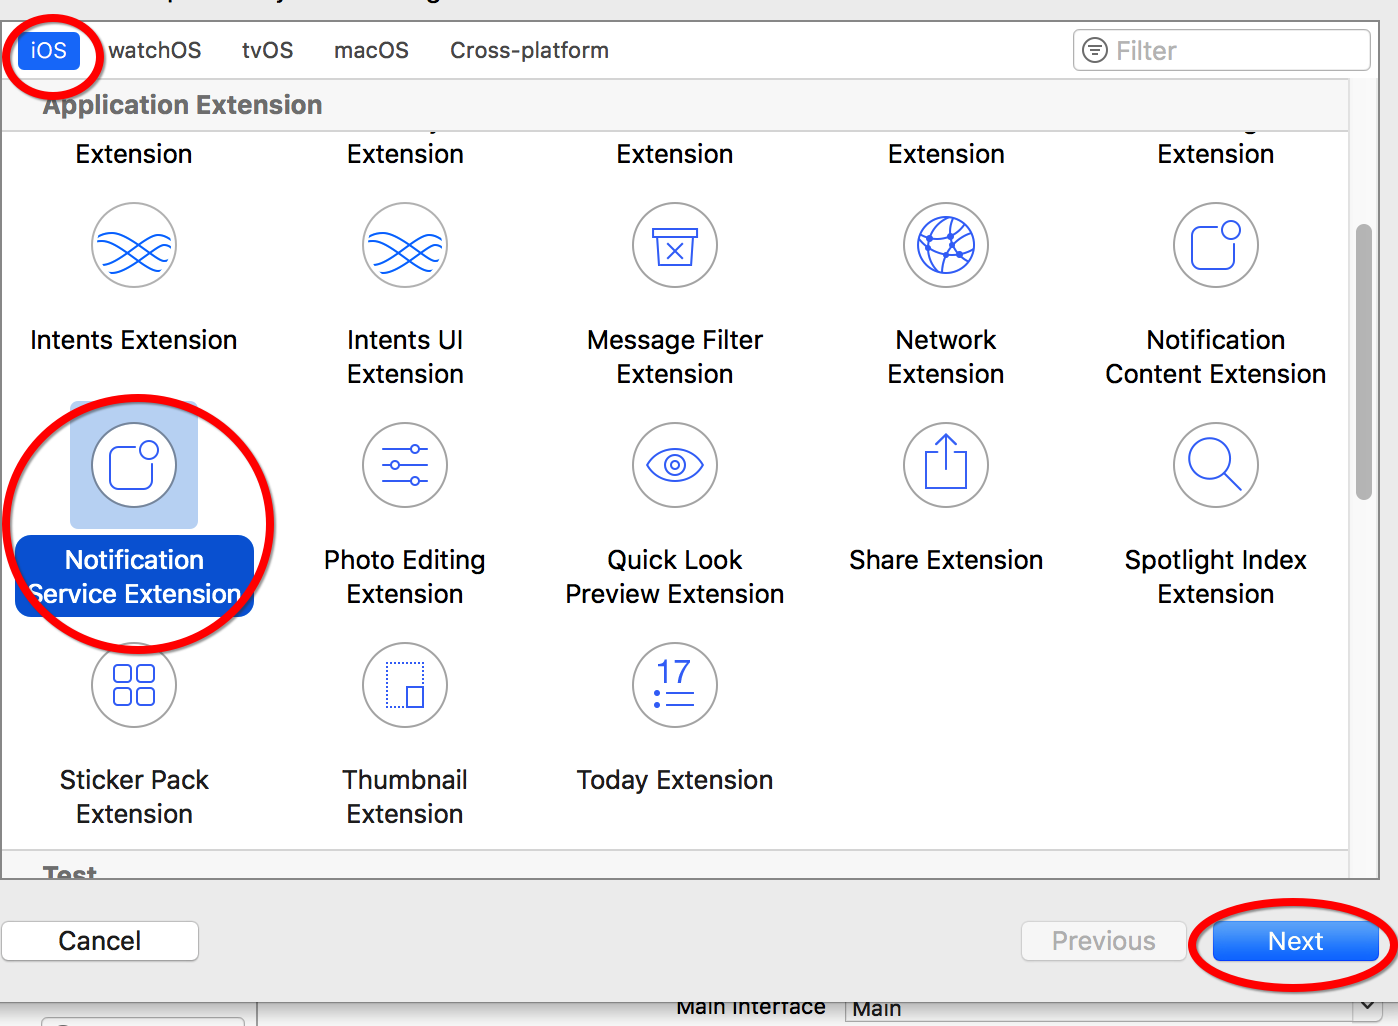 iOS watchOS tvOS macOS Cross-platform Filter
Application Extension
Extension Extension Extension Extension Extension
Intents Extension
Intents UI
Extension
Message Filter
Extension
Network
Extension
Notification
Content Extension
Notification
Service Extension
Photo Editing
Extension
Quick Look
Preview Extension
Share Extension
Spotlight Index
Extension
Sticker Pack
Extension
Thumbnail
Extension
17
Today Extension
Test
Cancel Previous Next
Main Interface Main